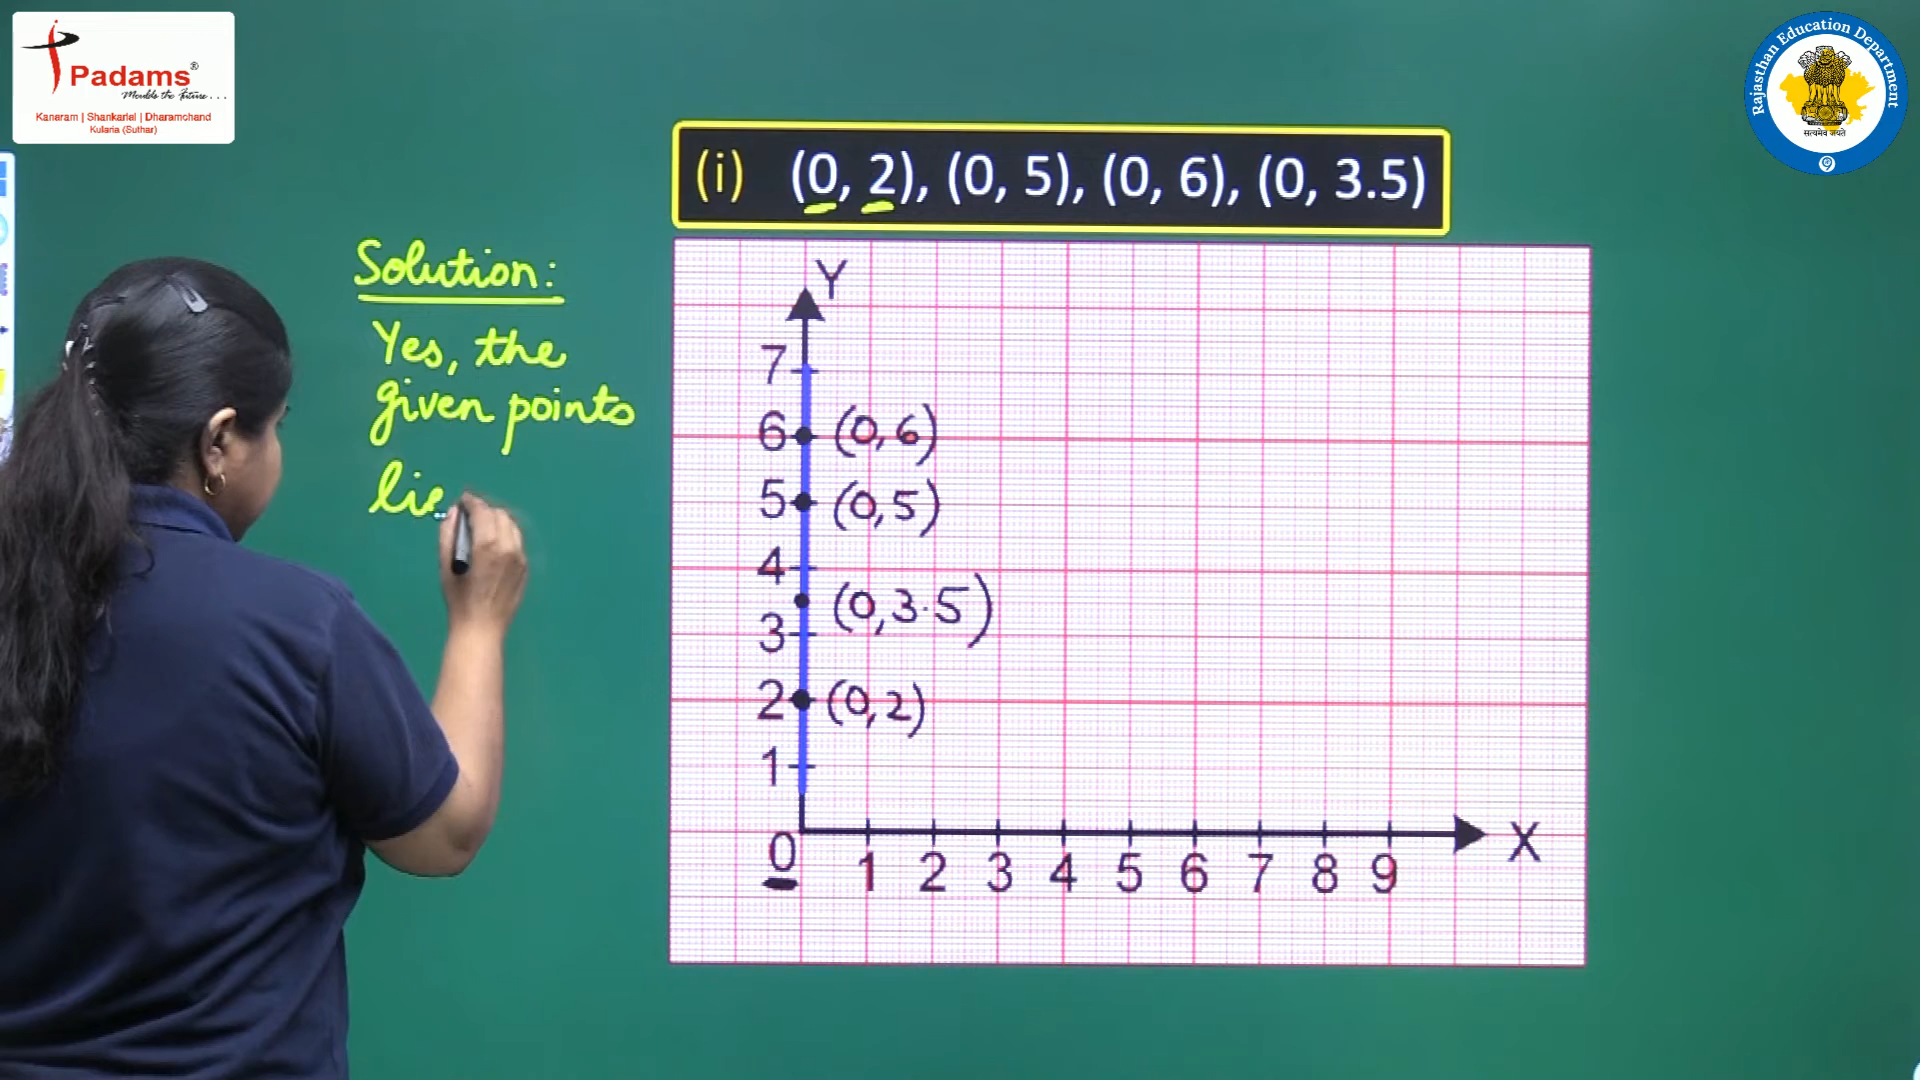 Padams®
Moulds the Future...
Kanaram | Shankarlal | Dharamchand
Kularia (Suthar)
Rajasthan Education Department
सत्यमेव जयते
(i) (0, 2), (0, 5), (0, 6), (0, 3.5)
Solution:
Yes, the
given points
lie
Y
7
6 (0,6)
5 (0,5)
4
(0,3.5)
3
2 (0,2)
1
0 1 2 3 4 5 6 7 8 9 X